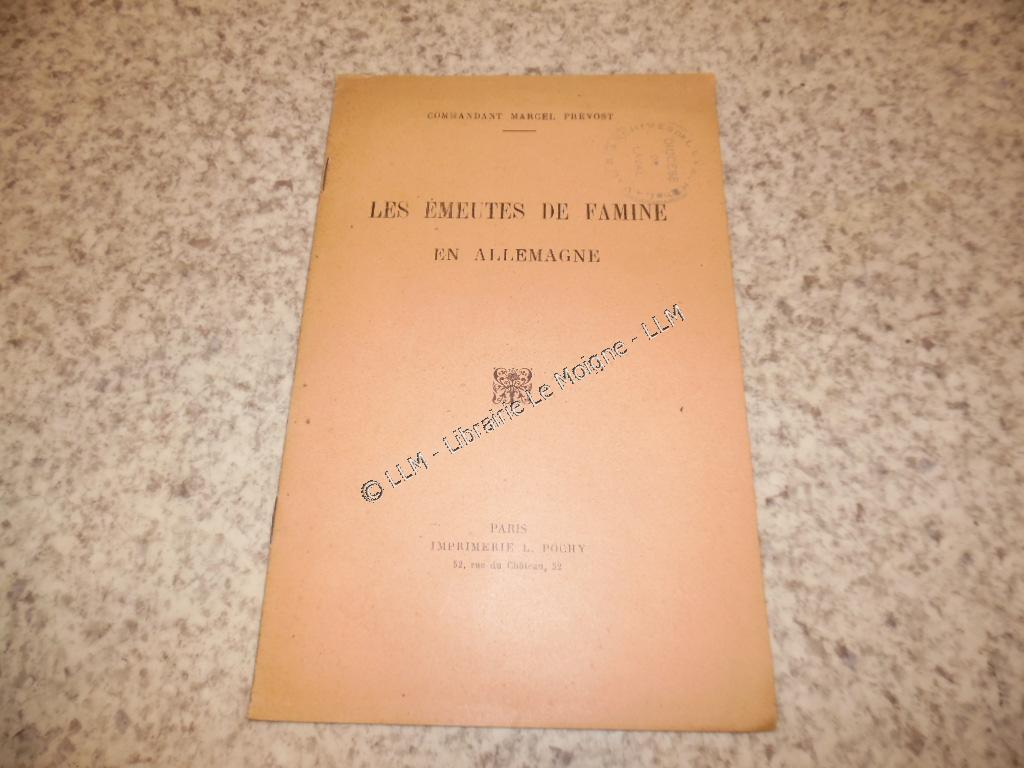 COMMANDANT MARCEL PRÉVOST
LES ÉMEUTES DE FAMINE
EN ALLEMAGNE
© LLM - Librairie Le Moigne - LLM
PARIS
IMPRIMERIE L. POCHY
52, rue du Château, 52